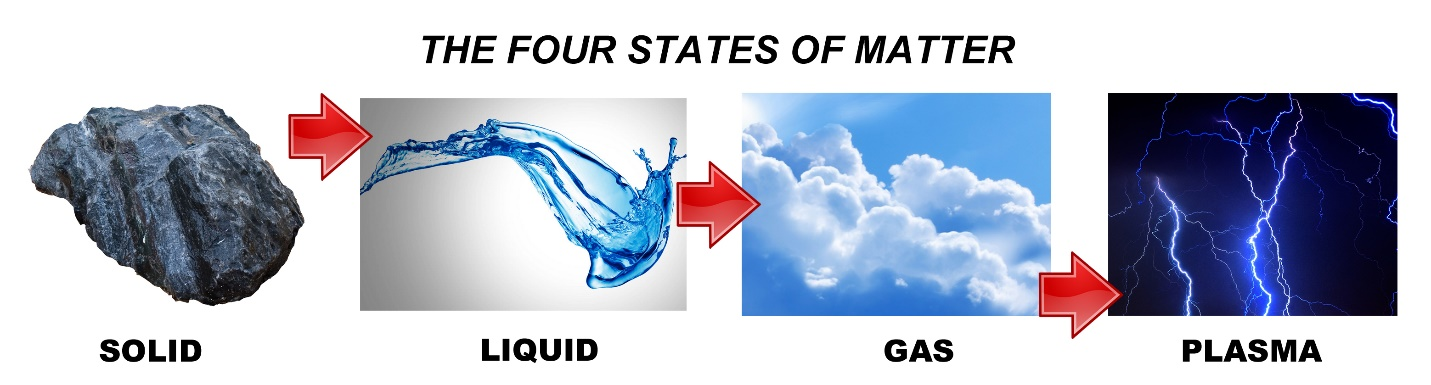 THE FOUR STATES OF MATTER
SOLID
LIQUID
GAS
PLASMA